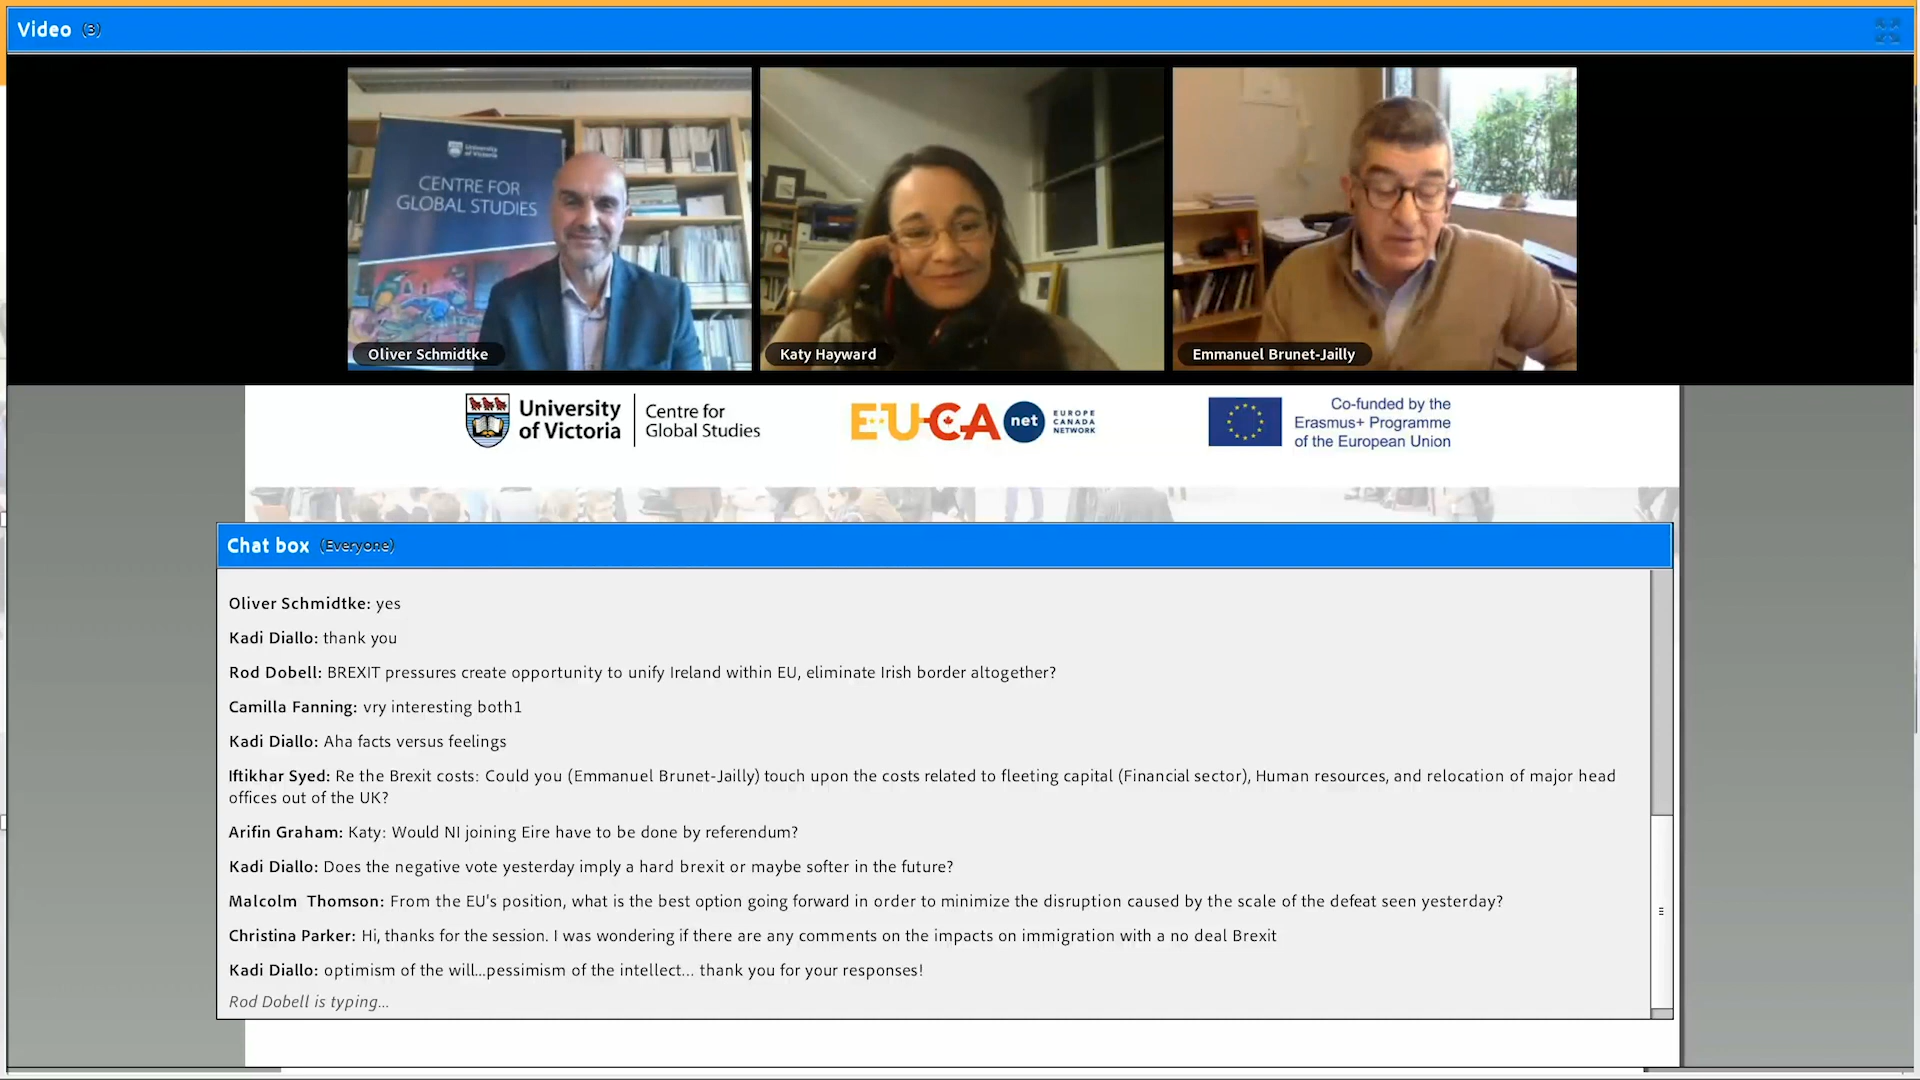 Video (3)
University
of Victoria
CENTRE FOR
GLOBAL STUDIES
Oliver Schmidtke
Katy Hayward
Emmanuel Brunet-Jailly
University
of Victoria
Centre for
Global Studies
EUCA net
EUROPE
CANADA
NETWORK
Co-funded by the
Erasmus+ Programme
of the European Union
Chat box (Everyone)
Oliver Schmidtke: yes
Kadi Diallo: thank you
Rod Dobell: BREXIT pressures create opportunity to unify Ireland within EU, eliminate Irish border altogether?
Camilla Fanning: vry interesting both1
Kadi Diallo: Aha facts versus feelings
Iftikhar Syed: Re the Brexit costs: Could you (Emmanuel Brunet-Jailly) touch upon the costs related to fleeting capital (Financial sector), Human resources, and relocation of major head
offices out of the UK?
Arifin Graham: Katy: Would NI joining Eire have to be done by referendum?
Kadi Diallo: Does the negative vote yesterday imply a hard brexit or maybe softer in the future?
Malcolm Thomson: From the EU's position, what is the best option going forward in order to minimize the disruption caused by the scale of the defeat seen yesterday?
Christina Parker: Hi, thanks for the session. I was wondering if there are any comments on the impacts on immigration with a no deal Brexit
Kadi Diallo: optimism of the will...pessimism of the intellect... thank you for your responses!
Rod Dobell is typing...